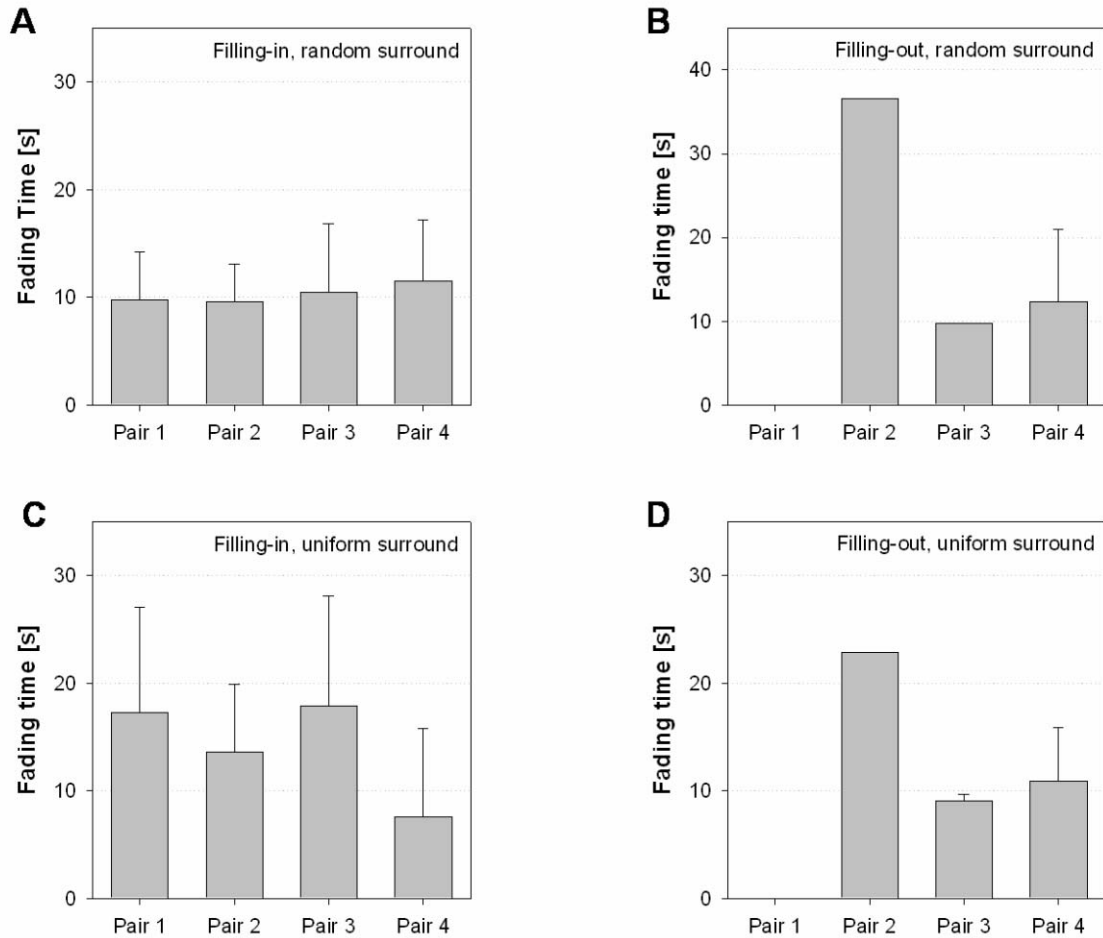 A
Filling-in, random surround
Fading Time [s]
30
20
10
0
Pair 1 Pair 2 Pair 3 Pair 4
B
Filling-out, random surround
Fading time [s]
40
30
20
10
0
Pair 1 Pair 2 Pair 3 Pair 4
C
Filling-in, uniform surround
Fading time [s]
30
20
10
0
Pair 1 Pair 2 Pair 3 Pair 4
D
Filling-out, uniform surround
Fading time [s]
30
20
10
0
Pair 1 Pair 2 Pair 3 Pair 4